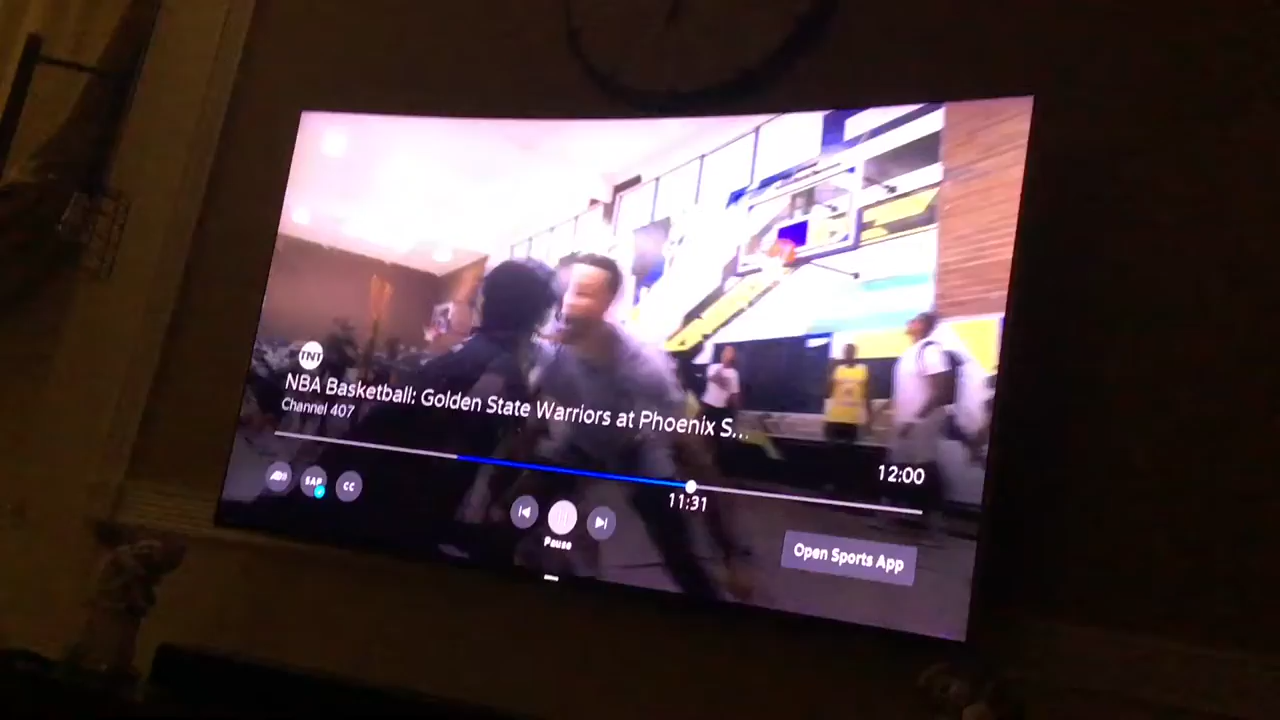 TNT
NBA Basketball: Golden State Warriors at Phoenix S...
Channel 407
12:00
11:31
SAP
CC
Pause
Open Sports App